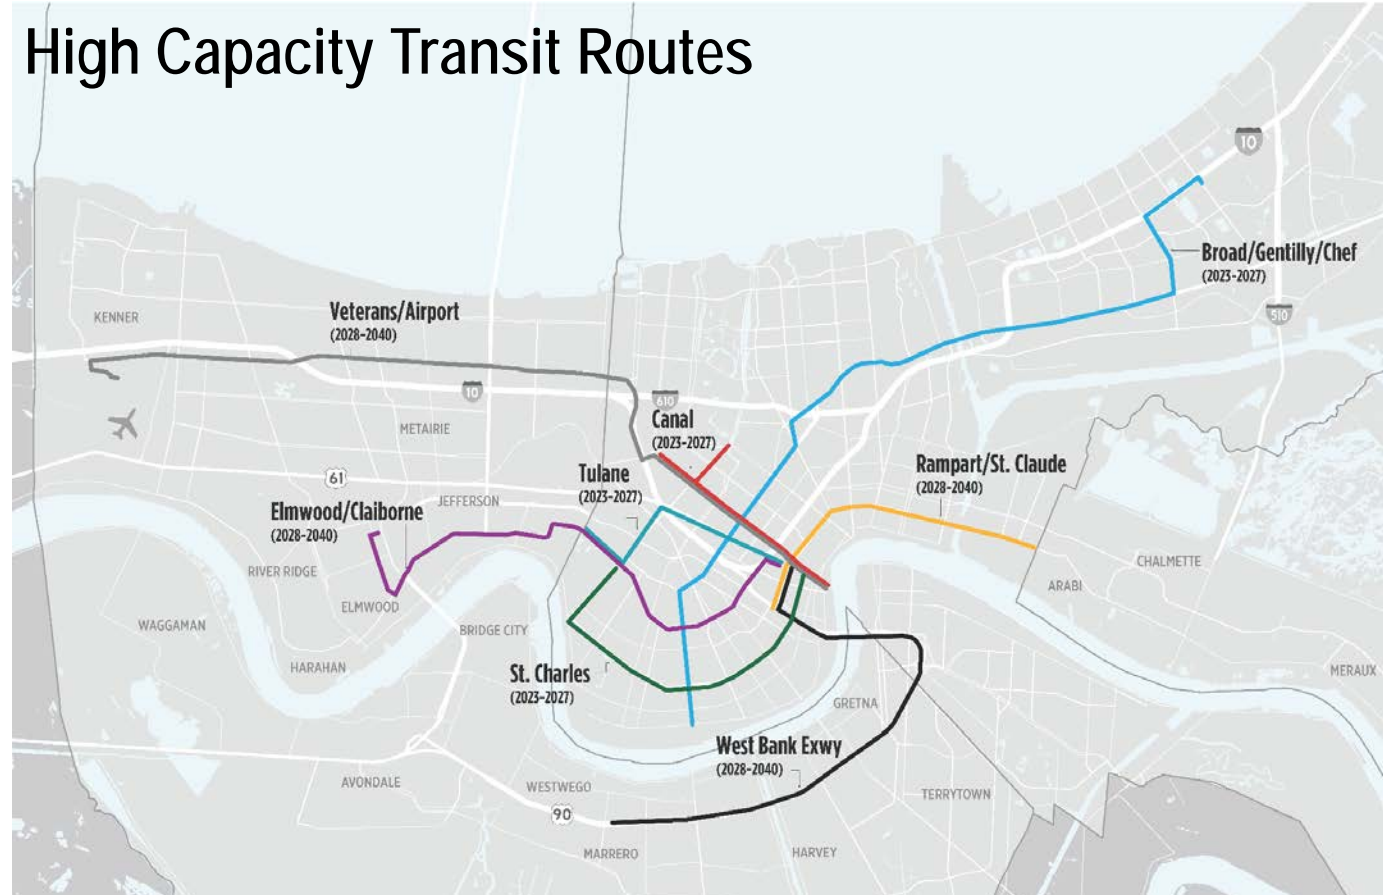 High Capacity Transit Routes
10
Broad/Gentilly/Chef
(2023-2027)
510
KENNER
Veterans/Airport
(2028-2040)
10
610
METAIRIE
Canal
(2023-2027)
61
Tulane
(2023-2027)
Rampart/St. Claude
(2028-2040)
JEFFERSON
Elmwood/Claiborne
(2028-2040)
RIVER RIDGE
ELMWOOD
CHALMETTE
ARABI
WAGGAMAN
BRIDGE CITY
HARAHAN
St. Charles
(2023-2027)
MERAUX
GRETNA
West Bank Exwy
(2028-2040)
AVONDALE
WESTWEGO
TERRYTOWN
90
MARRERO
HARVEY